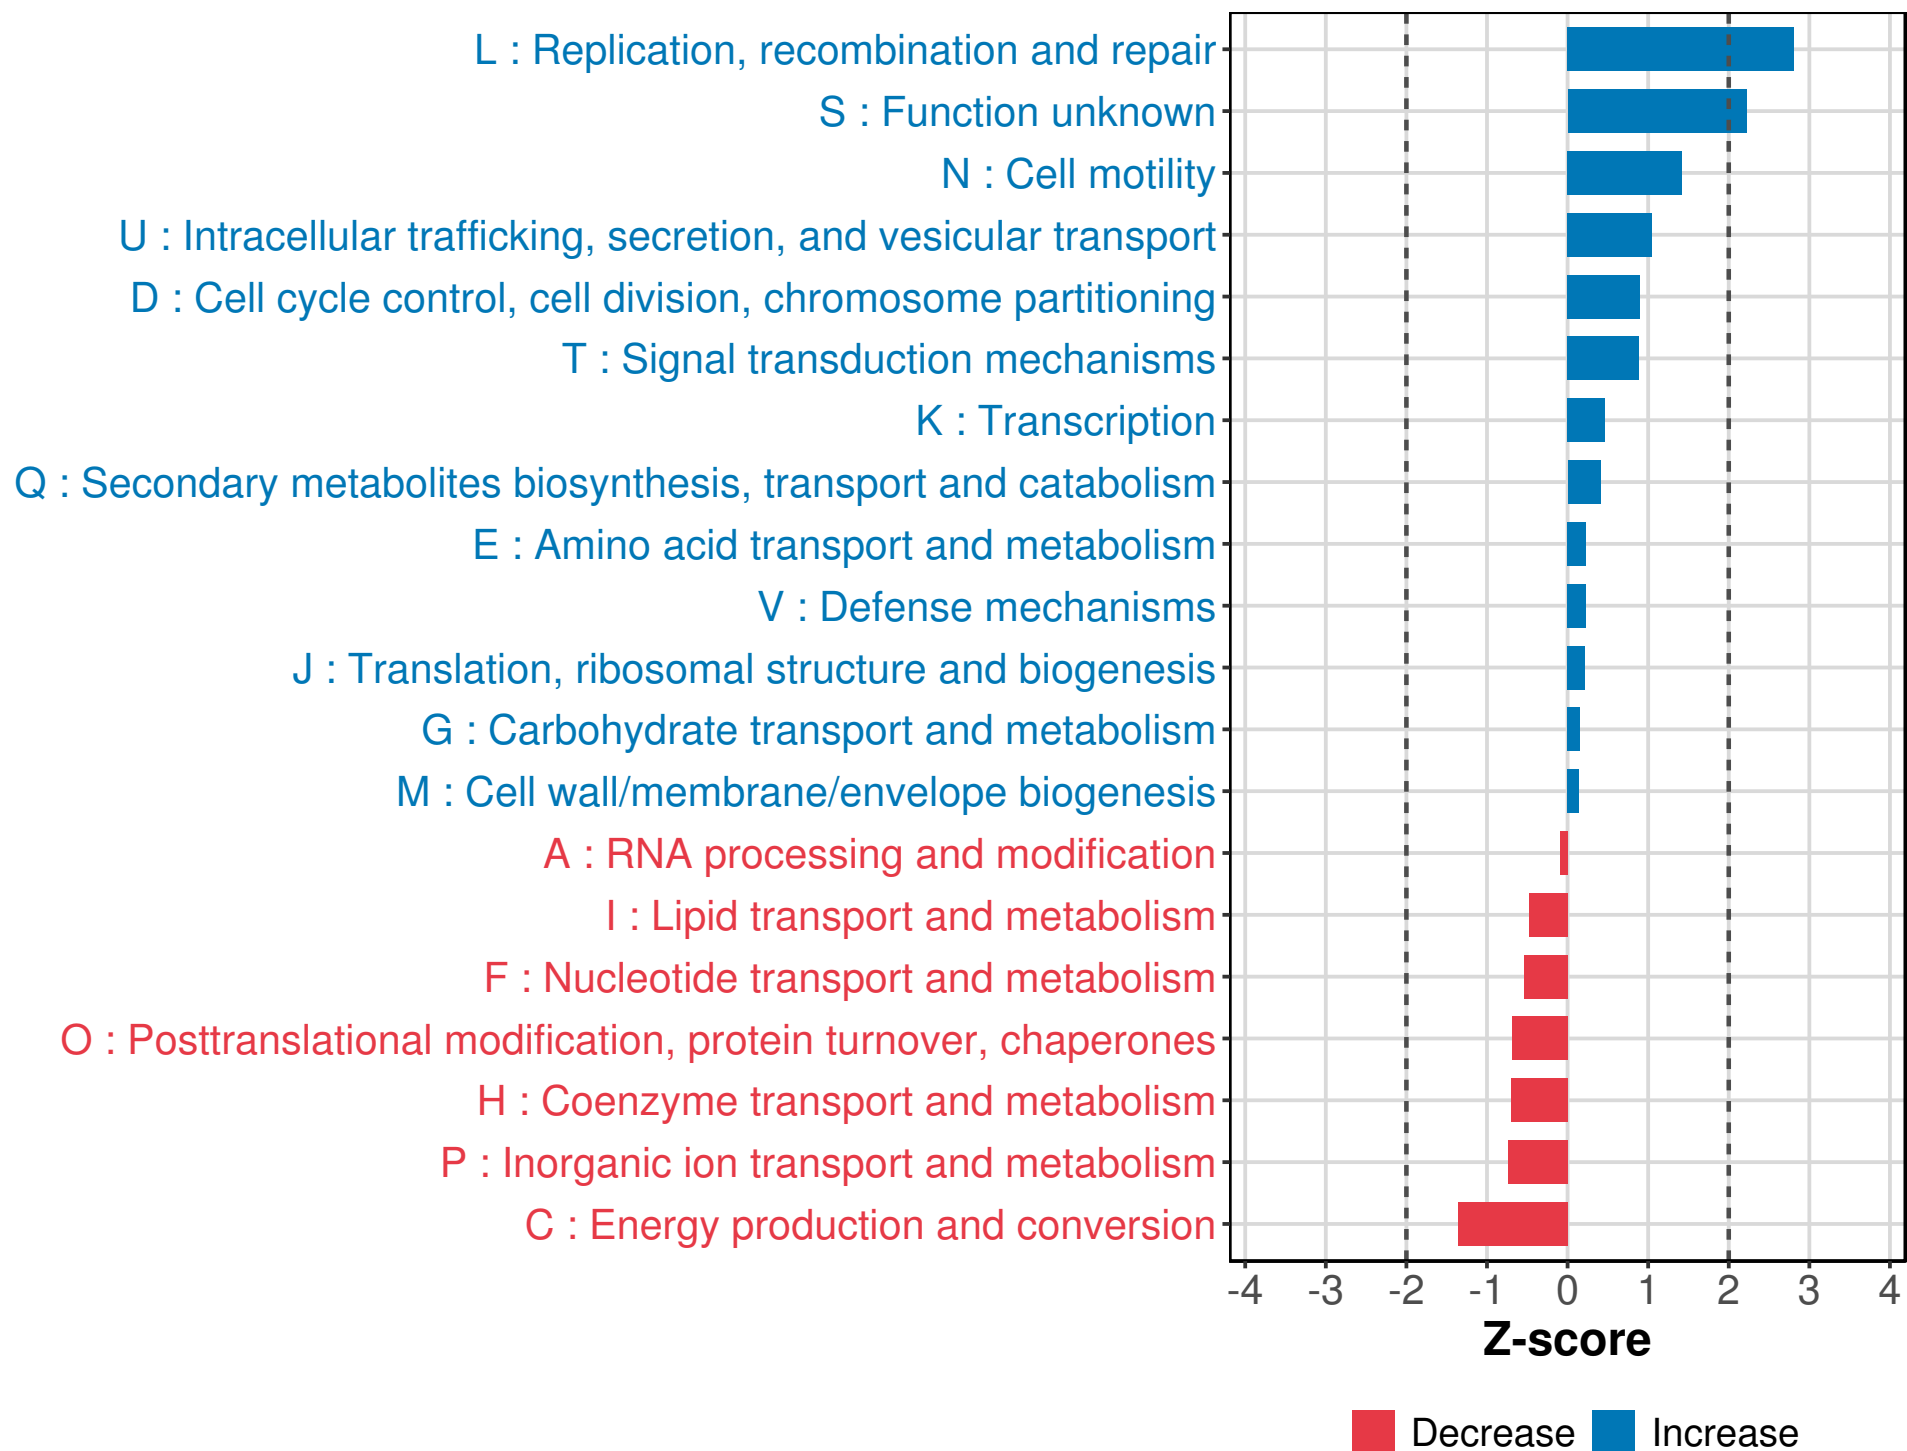 L : Replication, recombination and repair
S : Function unknown
N : Cell motility
U : Intracellular trafficking, secretion, and vesicular transport
D : Cell cycle control, cell division, chromosome partitioning
T : Signal transduction mechanisms
K : Transcription
Q : Secondary metabolites biosynthesis, transport and catabolism
E : Amino acid transport and metabolism
V : Defense mechanisms
J : Translation, ribosomal structure and biogenesis
G : Carbohydrate transport and metabolism
M : Cell wall/membrane/envelope biogenesis
A : RNA processing and modification
I : Lipid transport and metabolism
F : Nucleotide transport and metabolism
O : Posttranslational modification, protein turnover, chaperones
H : Coenzyme transport and metabolism
P : Inorganic ion transport and metabolism
C : Energy production and conversion
-4 -3 -2 -1 0 1 2 3 4
Z-score
Decrease Increase